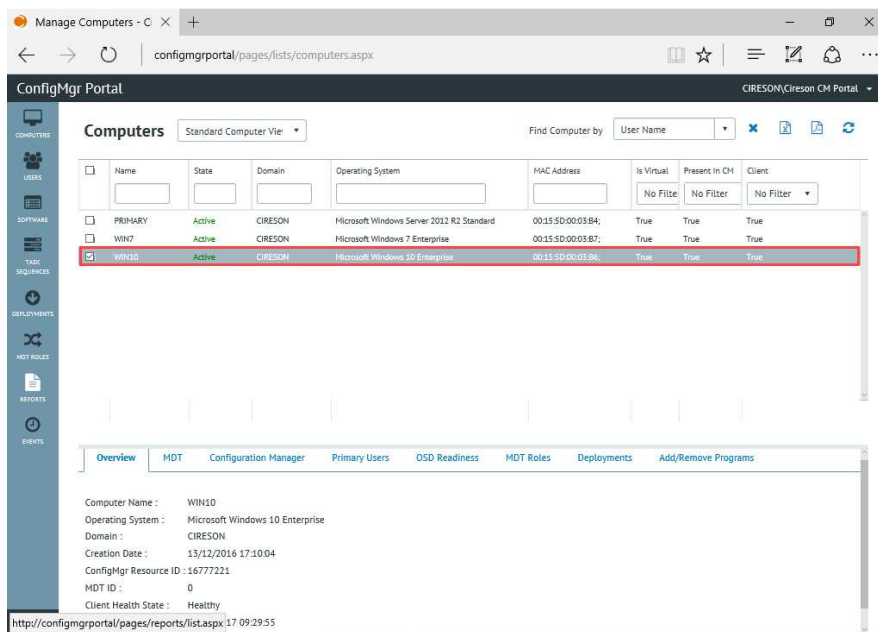 Manage Computers - Ci
configmgrportal/pages/lists/computers.aspx
ConfigMgr Portal
CIRESON\Cireson CM Portal
COMPUTERS
USERS
SOFTWARE
TASK SEQUENCES
DEPLOYMENTS
MDT ROLES
REPORTS
EVENTS
Computers Standard Computer Vie Find Computer by User Name
Name State Domain Operating System MAC Address Is Virtual Present In CM Client
No Filte No Filter No Filter
PRIMARY Active CIRESON Microsoft Windows Server 2012 R2 Standard 00:15:5D:00:03:B4; True True True
WIN7 Active CIRESON Microsoft Windows 7 Enterprise 00:15:5D:00:03:B7; True True True
WIN10 Active CIRESON Microsoft Windows 10 Enterprise 00:15:5D:00:03:B6; True True True
Overview MDT Configuration Manager Primary Users OSD Readiness MDT Roles Deployments Add/Remove Programs
Computer Name : WIN10
Operating System : Microsoft Windows 10 Enterprise
Domain : CIRESON
Creation Date : 13/12/2016 17:10:04
ConfigMgr Resource ID : 16777221
MDT ID : 0
Client Health State : Healthy
http://configmgrportal/pages/reports/list.aspx 17 09:29:55